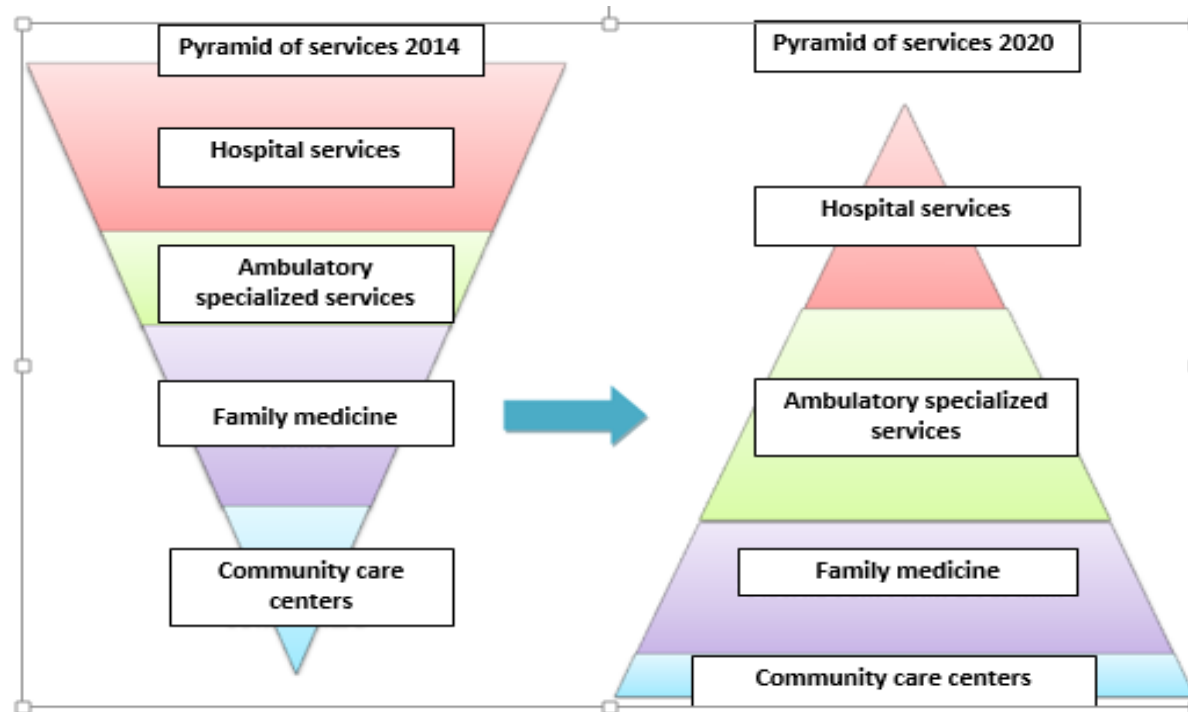 Pyramid of services 2014
Hospital services
Ambulatory
specialized services
Family medicine
Community care
centers
Pyramid of services 2020
Hospital services
Ambulatory specialized
services
Family medicine
Community care centers